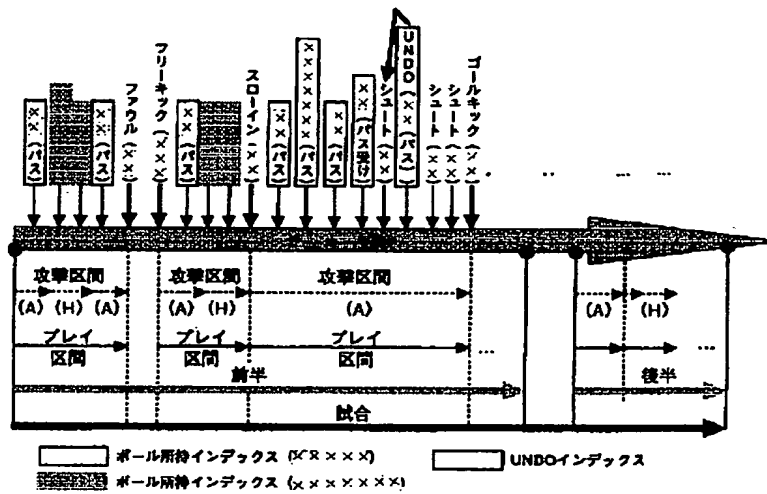 ××(パス)
××(パス)
ファウル(××)
フリーキック(×××)
××(パス)
スローイン(××)
××(パス)
×××××××(パス)
××(パス)
××(パス受け)
シュート(××)
UNDO(××(パス))
シュート(××)
シュート(××)
ゴールキック(××)
‥ ‥ … …
攻撃区間 攻撃区間 攻撃区間
(A) (H) (A) (A) (H) (A) (A) (H)
プレイ区間 プレイ区間 プレイ区間 … …
前半 後半
試合
ボール所持インデックス(×××××) UNDOインデックス
ボール所持インデックス(×××××××)